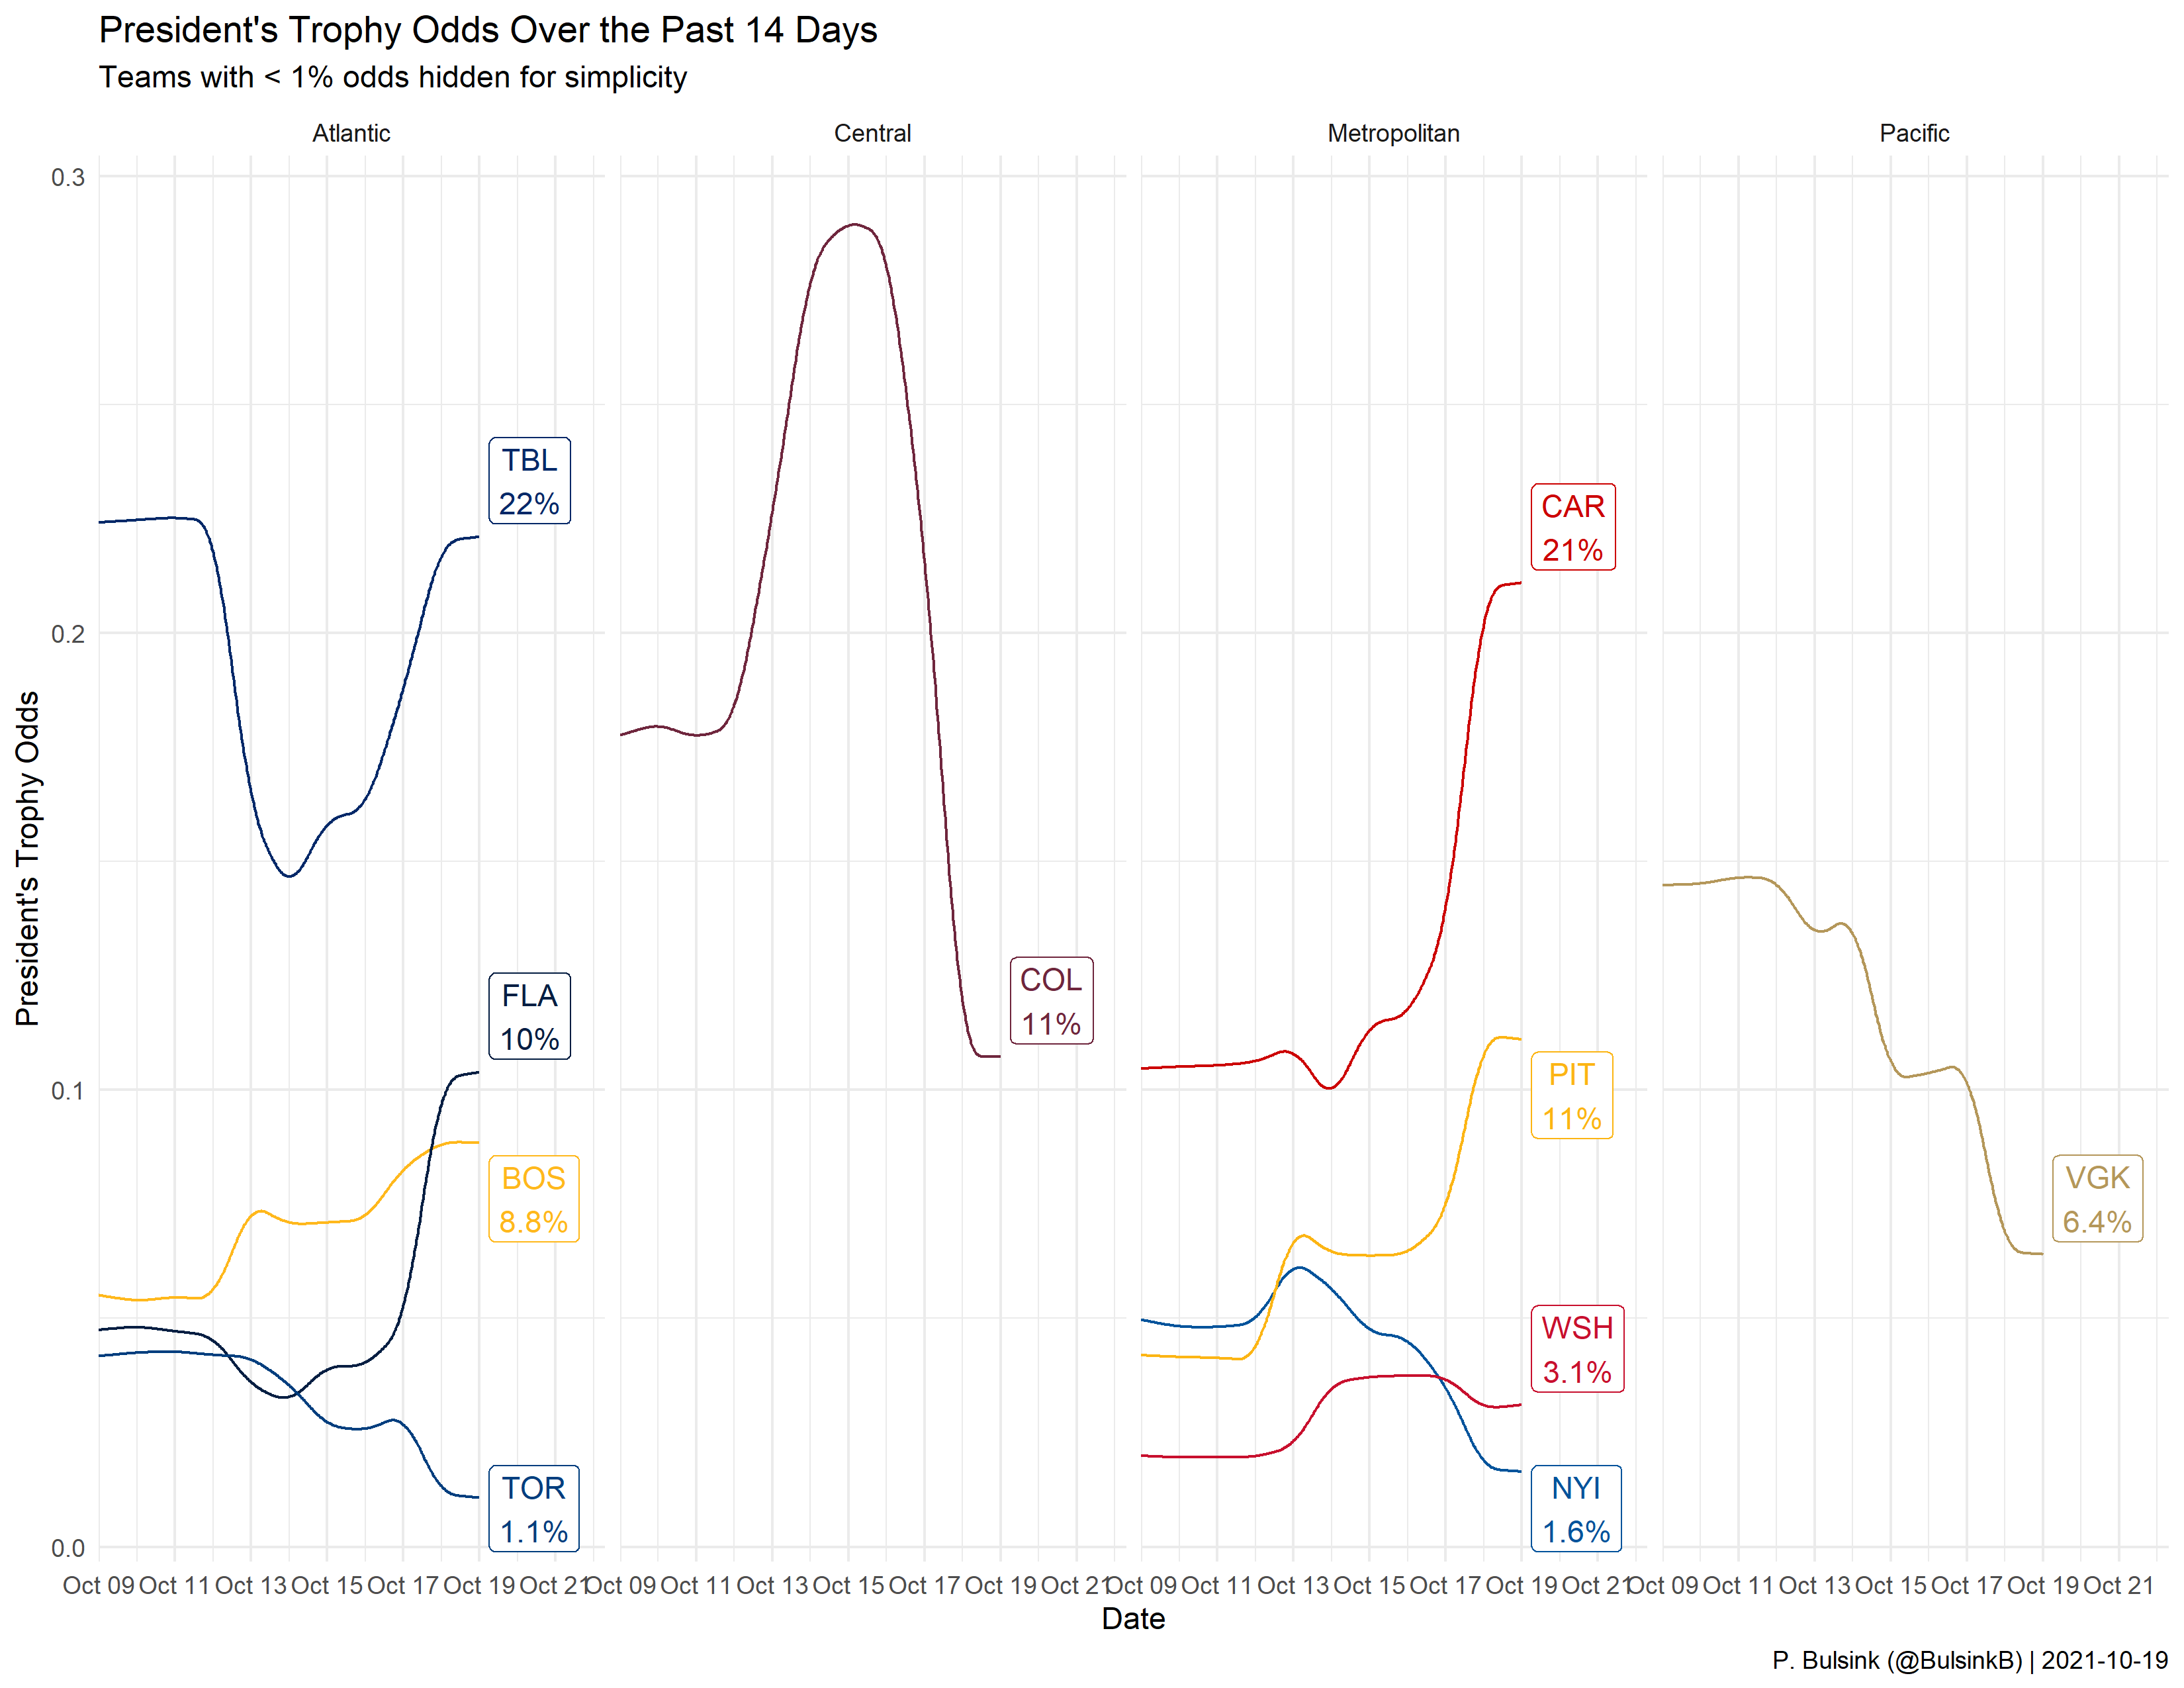 President's Trophy Odds Over the Past 14 Days
Teams with < 1% odds hidden for simplicity
Atlantic Central Metropolitan Pacific
President's Trophy Odds
0.3
0.2
0.1
0.0
TBL
22%
FLA
10%
BOS
8.8%
TOR
1.1%
COL
11%
CAR
21%
PIT
11%
WSH
3.1%
NYI
1.6%
VGK
6.4%
Oct 09 Oct 11 Oct 13 Oct 15 Oct 17 Oct 19 Oct 21 Oct 09 Oct 11 Oct 13 Oct 15 Oct 17 Oct 19 Oct 21 Oct 09 Oct 11 Oct 13 Oct 15 Oct 17 Oct 19 Oct 21 Oct 09 Oct 11 Oct 13 Oct 15 Oct 17 Oct 19 Oct 21
Date
P. Bulsink (@BulsinkB) | 2021-10-19